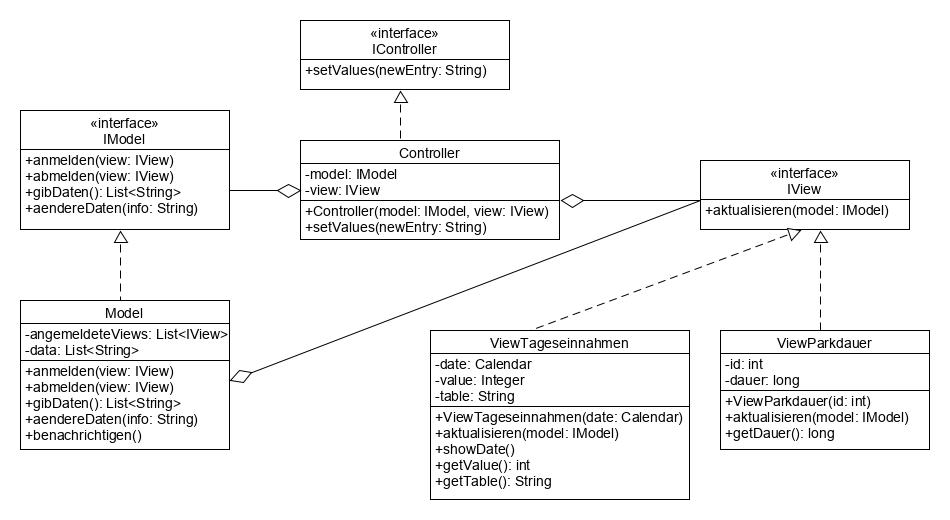 «interface»
IController
+setValues(newEntry: String)
«interface»
IModel
+anmelden(view: IView)
+abmelden(view: IView)
+gibDaten(): List<String>
+aendereDaten(info: String)
Controller
-model: IModel
-view: IView
+Controller(model: IModel, view: IView)
+setValues(newEntry: String)
«interface»
IView
+aktualisieren(model: IModel)
Model
-angemeldeteViews: List<IView>
-data: List<String>
+anmelden(view: IView)
+abmelden(view: IView)
+gibDaten(): List<String>
+aendereDaten(info: String)
+benachrichtigen()
ViewTageseinnahmen
-date: Calendar
-value: Integer
-table: String
+ViewTageseinnahmen(date: Calendar)
+aktualisieren(model: IModel)
+showDate()
+getValue(): int
+getTable(): String
ViewParkdauer
-id: int
-dauer: long
+ViewParkdauer(id: int)
+aktualisieren(model: IModel)
+getDauer(): long